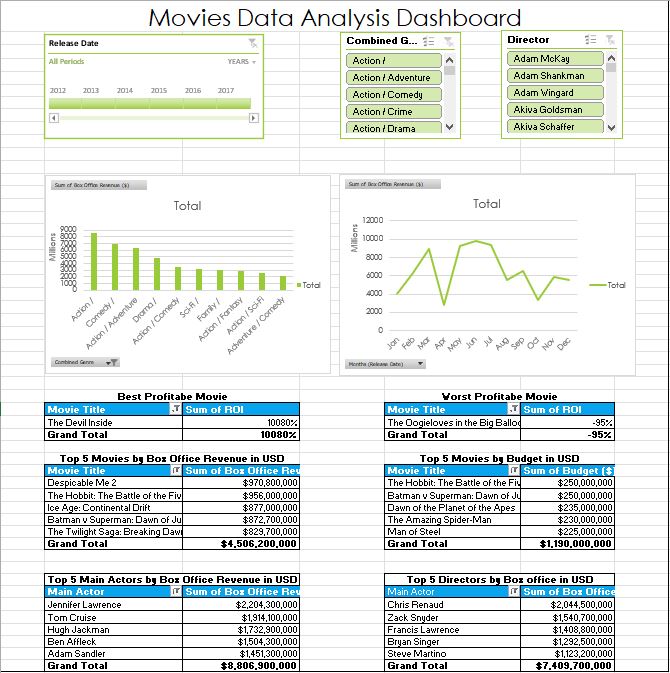 Movies Data Analysis Dashboard
Release Date
All Periods
YEARS
2012 2013 2014 2015 2016 2017
Combined G...
Action /
Action / Adventure
Action / Comedy
Action / Crime
Action / Drama
Director
Adam McKay
Adam Shankman
Adam Wingard
Akiva Goldsman
Akiva Schaffer
Sum of Box Office Revenue ($)
Total
Millions
9000
8000
7000
6000
5000
4000
3000
2000
1000
0
Action /
Comedy /
Action / Adventure
Drama /
Action / Comedy
Sci-Fi /
Family /
Action / Fantasy
Action / Sci-Fi
Adventure / Comedy
Total
Combined Genre
Sum of Box Office Revenue ($)
Total
Millions
12000
10000
8000
6000
4000
2000
0
Jan Feb Mar Apr May Jun Jul Aug Sep Oct Nov Dec
Total
Months (Release Date)
Best Profitabe Movie
Movie Title Sum of ROI
The Devil Inside 10080%
Grand Total 10080%
Worst Profitabe Movie
Movie Title Sum of ROI
The Oogieloves in the Big Balloo -95%
Grand Total -95%
Top 5 Movies by Box Office Revenue in USD
Movie Title Sum of Box Office Rev
Despicable Me 2 $970,800,000
The Hobbit: The Battle of the Fiv $956,000,000
Ice Age: Continental Drift $877,000,000
Batman v Superman: Dawn of Ju $872,700,000
The Twilight Saga: Breaking Daw $829,700,000
Grand Total $4,506,200,000
Top 5 Movies by Budget in USD
Movie Title Sum of Budget ($
The Hobbit: The Battle of the Fiv $250,000,000
Batman v Superman: Dawn of Ju $250,000,000
Dawn of the Planet of the Apes $235,000,000
The Amazing Spider-Man $230,000,000
Man of Steel $225,000,000
Grand Total $1,190,000,000
Top 5 Main Actors by Box Office Revenue in USD
Main Actor Sum of Box Office Rev
Jennifer Lawrence $2,204,300,000
Tom Cruise $1,914,100,000
Hugh Jackman $1,732,900,000
Ben Affleck $1,504,300,000
Adam Sandler $1,451,300,000
Grand Total $8,806,900,000
Top 5 Directors by Box office in USD
Main Actor Sum of Box Office
Chris Renaud $2,044,500,000
Zack Snyder $1,540,700,000
Francis Lawrence $1,408,800,000
Bryan Singer $1,292,500,000
Steve Martino $1,123,200,000
Grand Total $7,409,700,000